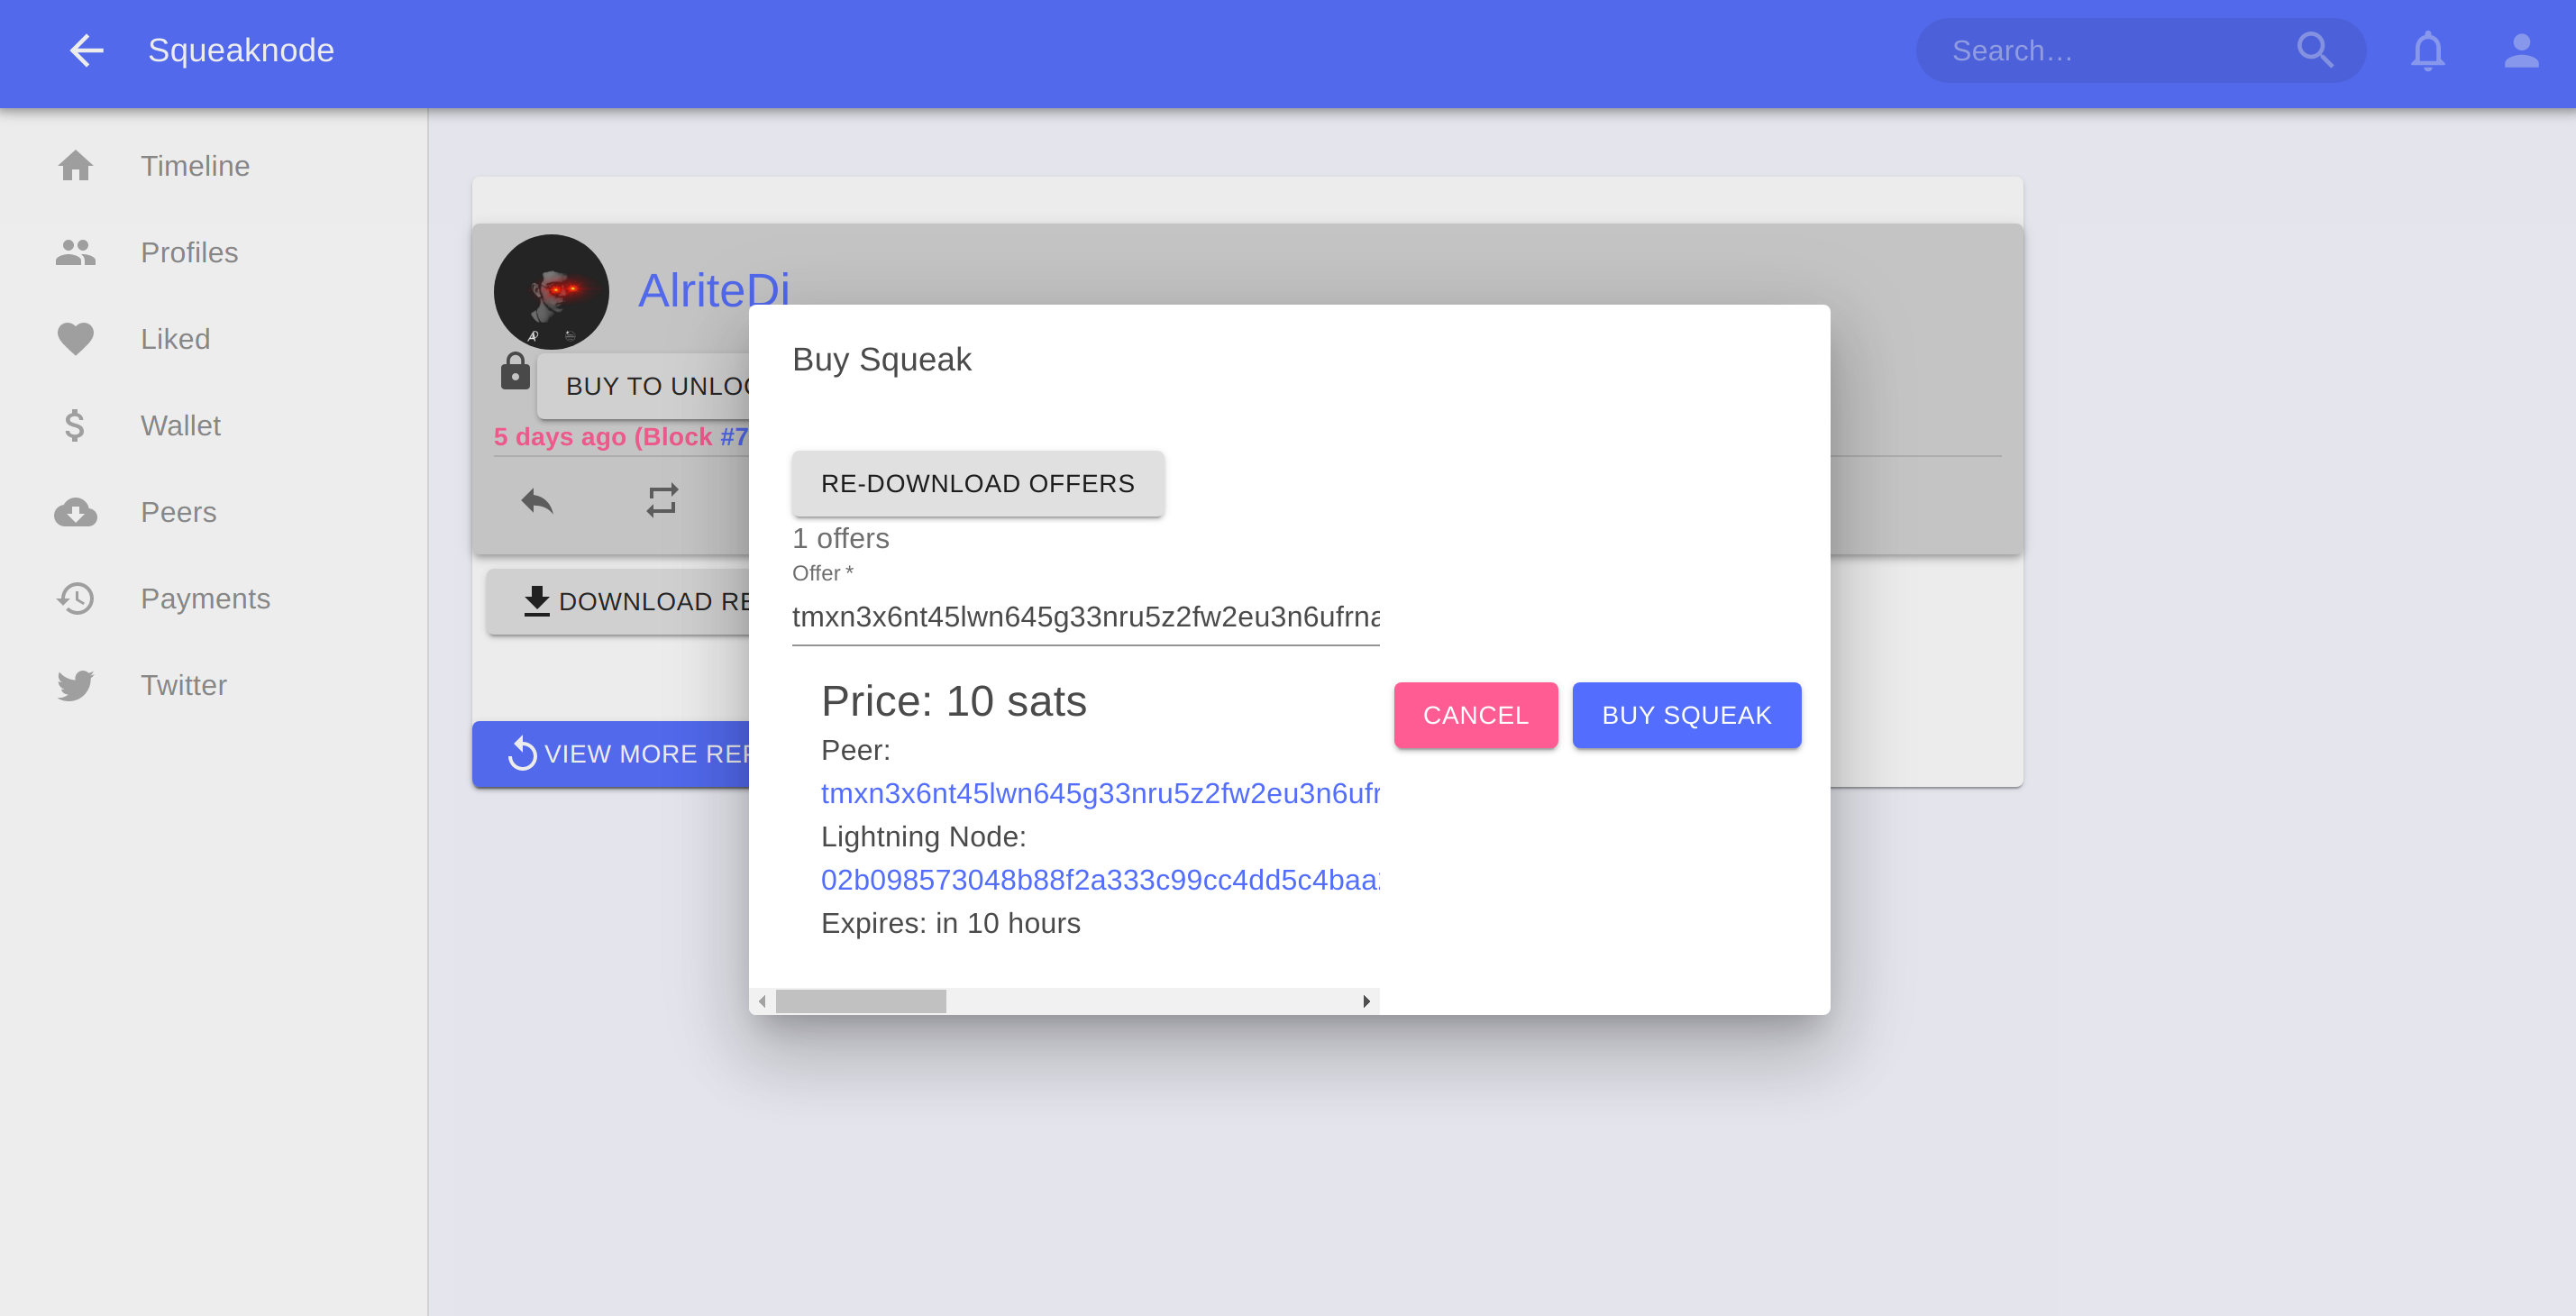 Squeaknode
Search...
Timeline
Profiles
Liked
Wallet
Peers
Payments
Twitter
AlriteDi
BUY TO UNLOC
5 days ago (Block #7
DOWNLOAD RE
VIEW MORE REP
Buy Squeak
RE-DOWNLOAD OFFERS
1 offers
Offer *
tmxn3x6nt45lwn645g33nru5z2fw2eu3n6ufrna
Price: 10 sats
Peer:
tmxn3x6nt45lwn645g33nru5z2fw2eu3n6ufr
Lightning Node:
02b098573048b88f2a333c99cc4dd5c4baa
Expires: in 10 hours
CANCEL
BUY SQUEAK